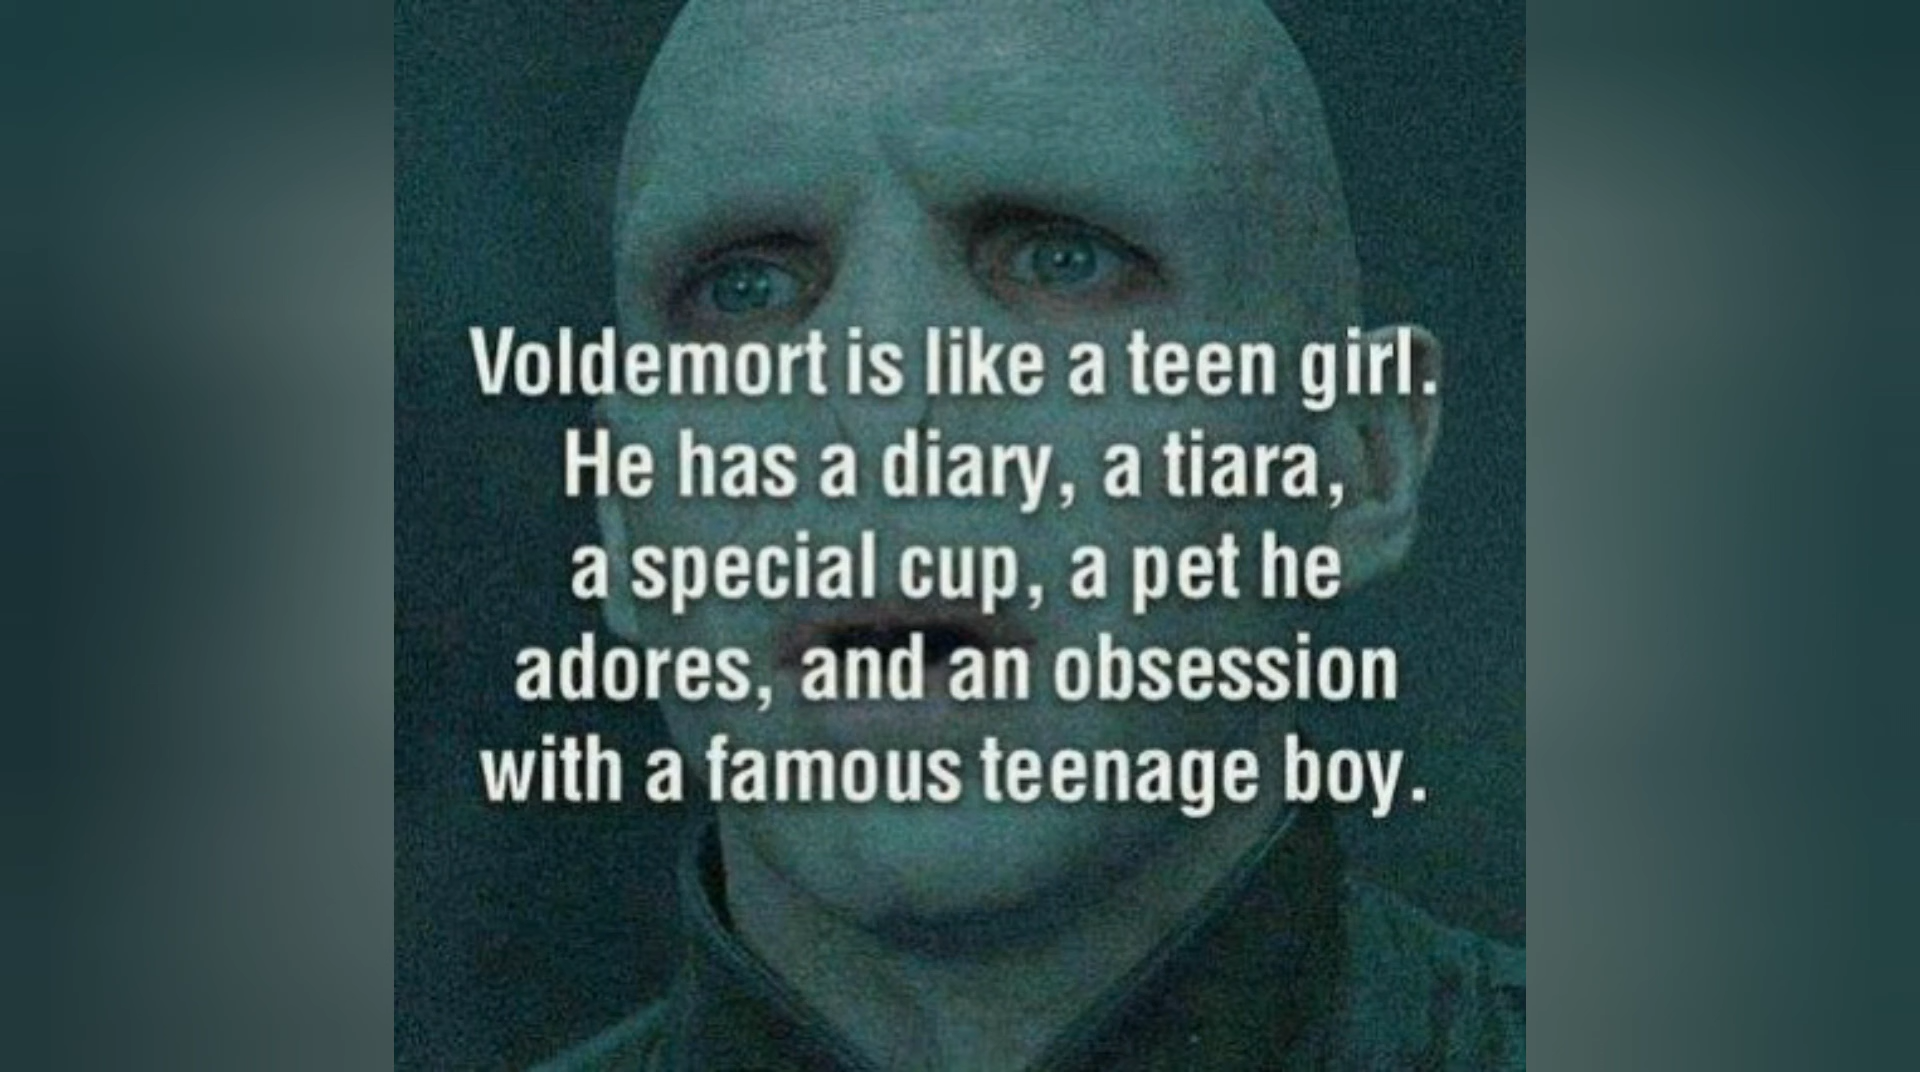 Voldemort is like a teen girl.
He has a diary, a tiara,
a special cup, a pet he
adores, and an obsession
with a famous teenage boy.